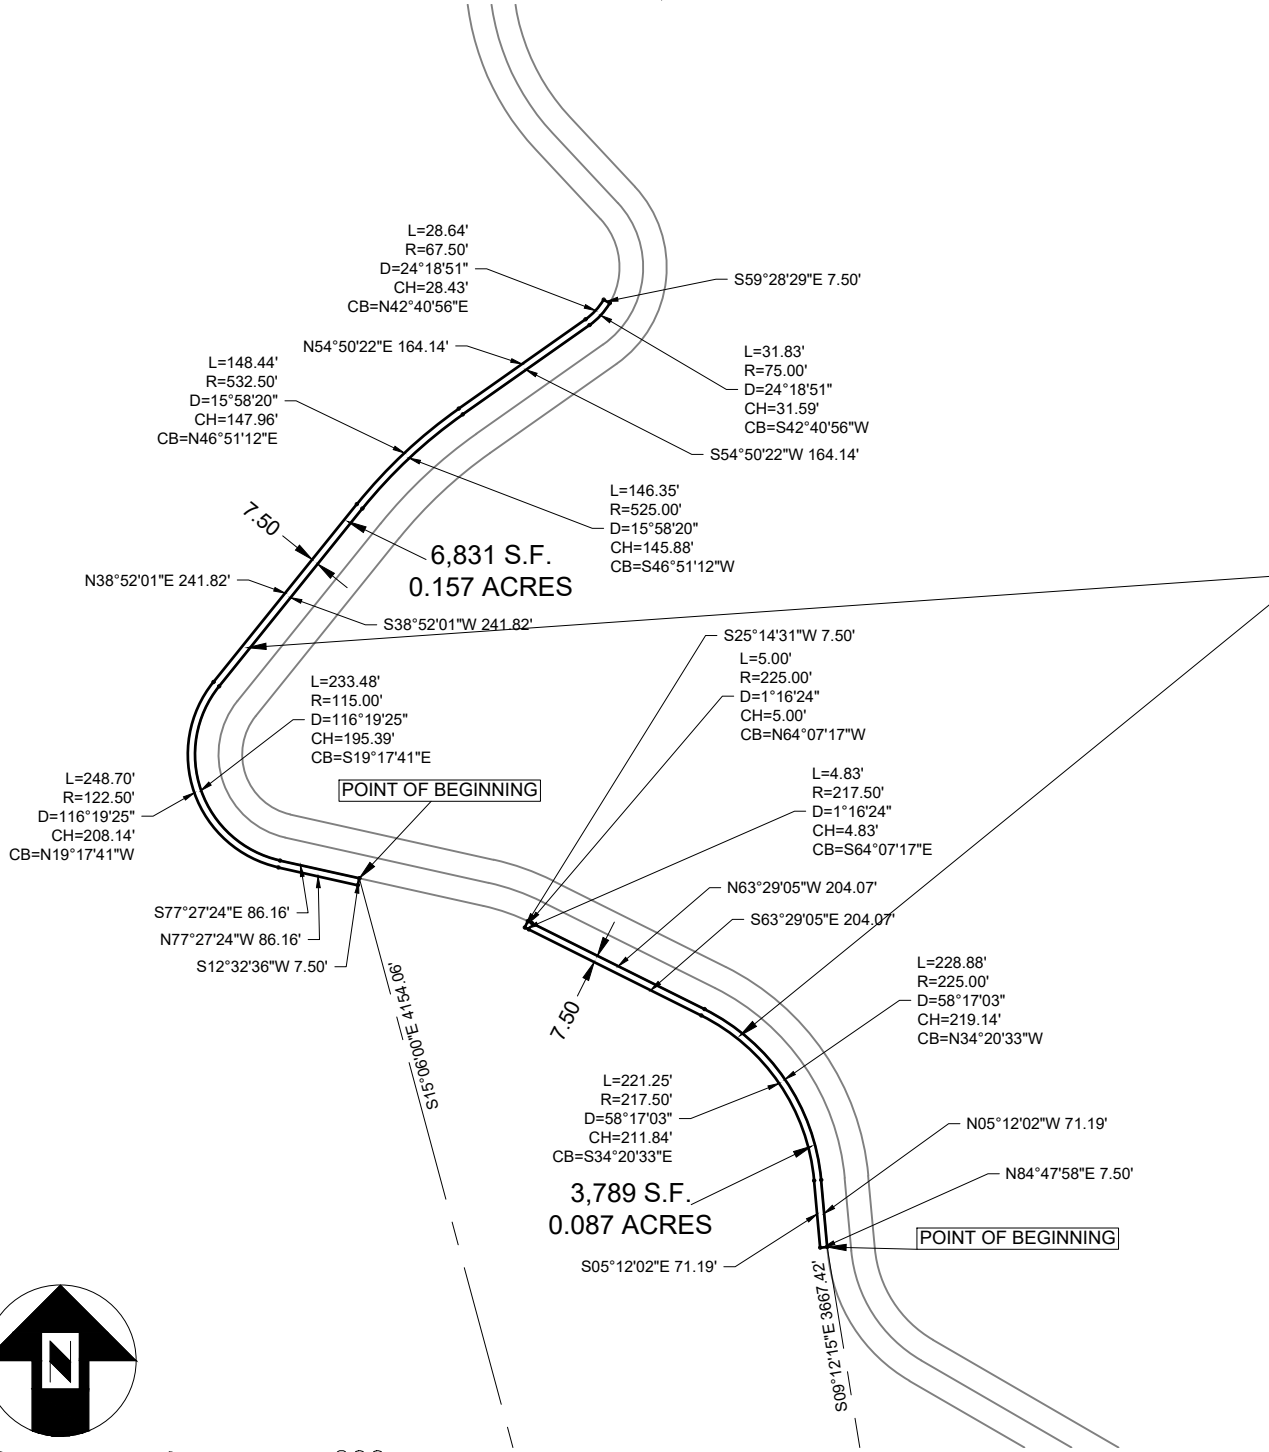 L=28.64'
R=67.50'
D=24°18'51"
CH=28.43'
CB=N42°40'56"E
S59°28'29"E 7.50'
N54°50'22"E 164.14'
L=31.83'
R=75.00'
D=24°18'51"
CH=31.59'
CB=S42°40'56"W
L=148.44'
R=532.50'
D=15°58'20"
CH=147.96'
CB=N46°51'12"E
S54°50'22"W 164.14'
L=146.35'
R=525.00'
D=15°58'20"
CH=145.88'
CB=S46°51'12"W
7.50
6,831 S.F.
0.157 ACRES
N38°52'01"E 241.82'
S38°52'01"W 241.82'
S25°14'31"W 7.50'
L=5.00'
R=225.00'
D=1°16'24"
CH=5.00'
CB=N64°07'17"W
L=233.48'
R=115.00'
D=116°19'25"
CH=195.39'
CB=S19°17'41"E
L=248.70'
R=122.50'
D=116°19'25"
CH=208.14'
CB=N19°17'41"W
POINT OF BEGINNING
L=4.83'
R=217.50'
D=1°16'24"
CH=4.83'
CB=S64°07'17"E
N63°29'05"W 204.07'
S63°29'05"E 204.07'
S77°27'24"E 86.16'
N77°27'24"W 86.16'
S12°32'36"W 7.50'
S15°06'00"E 4154.06'
7.50
L=228.88'
R=225.00'
D=58°17'03"
CH=219.14'
CB=N34°20'33"W
L=221.25'
R=217.50'
D=58°17'03"
CH=211.84'
CB=S34°20'33"E
N05°12'02"W 71.19'
N84°47'58"E 7.50'
3,789 S.F.
0.087 ACRES
POINT OF BEGINNING
S05°12'02"E 71.19'
S09°12'15"E 3667.42'
N